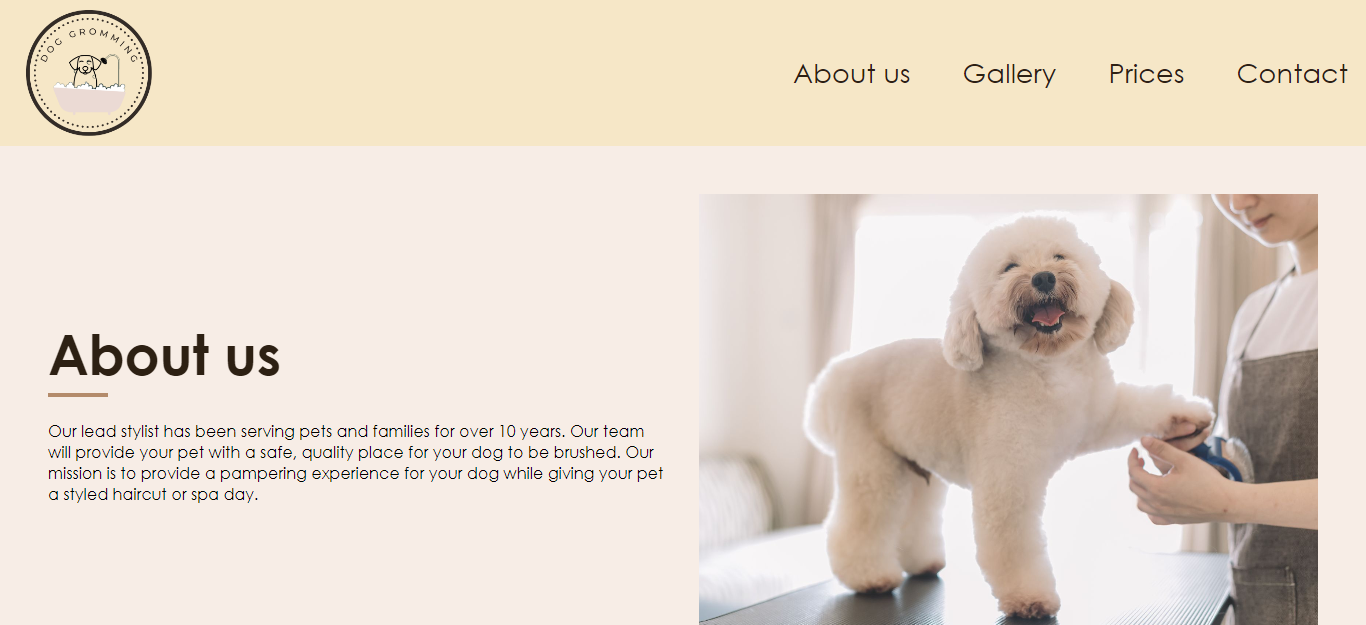 DOG GROMMING
About us Gallery Prices Contact
About us
Our lead stylist has been serving pets and families for over 10 years. Our team
will provide your pet with a safe, quality place for your dog to be brushed. Our
mission is to provide a pampering experience for your dog while giving your pet
a styled haircut or spa day.